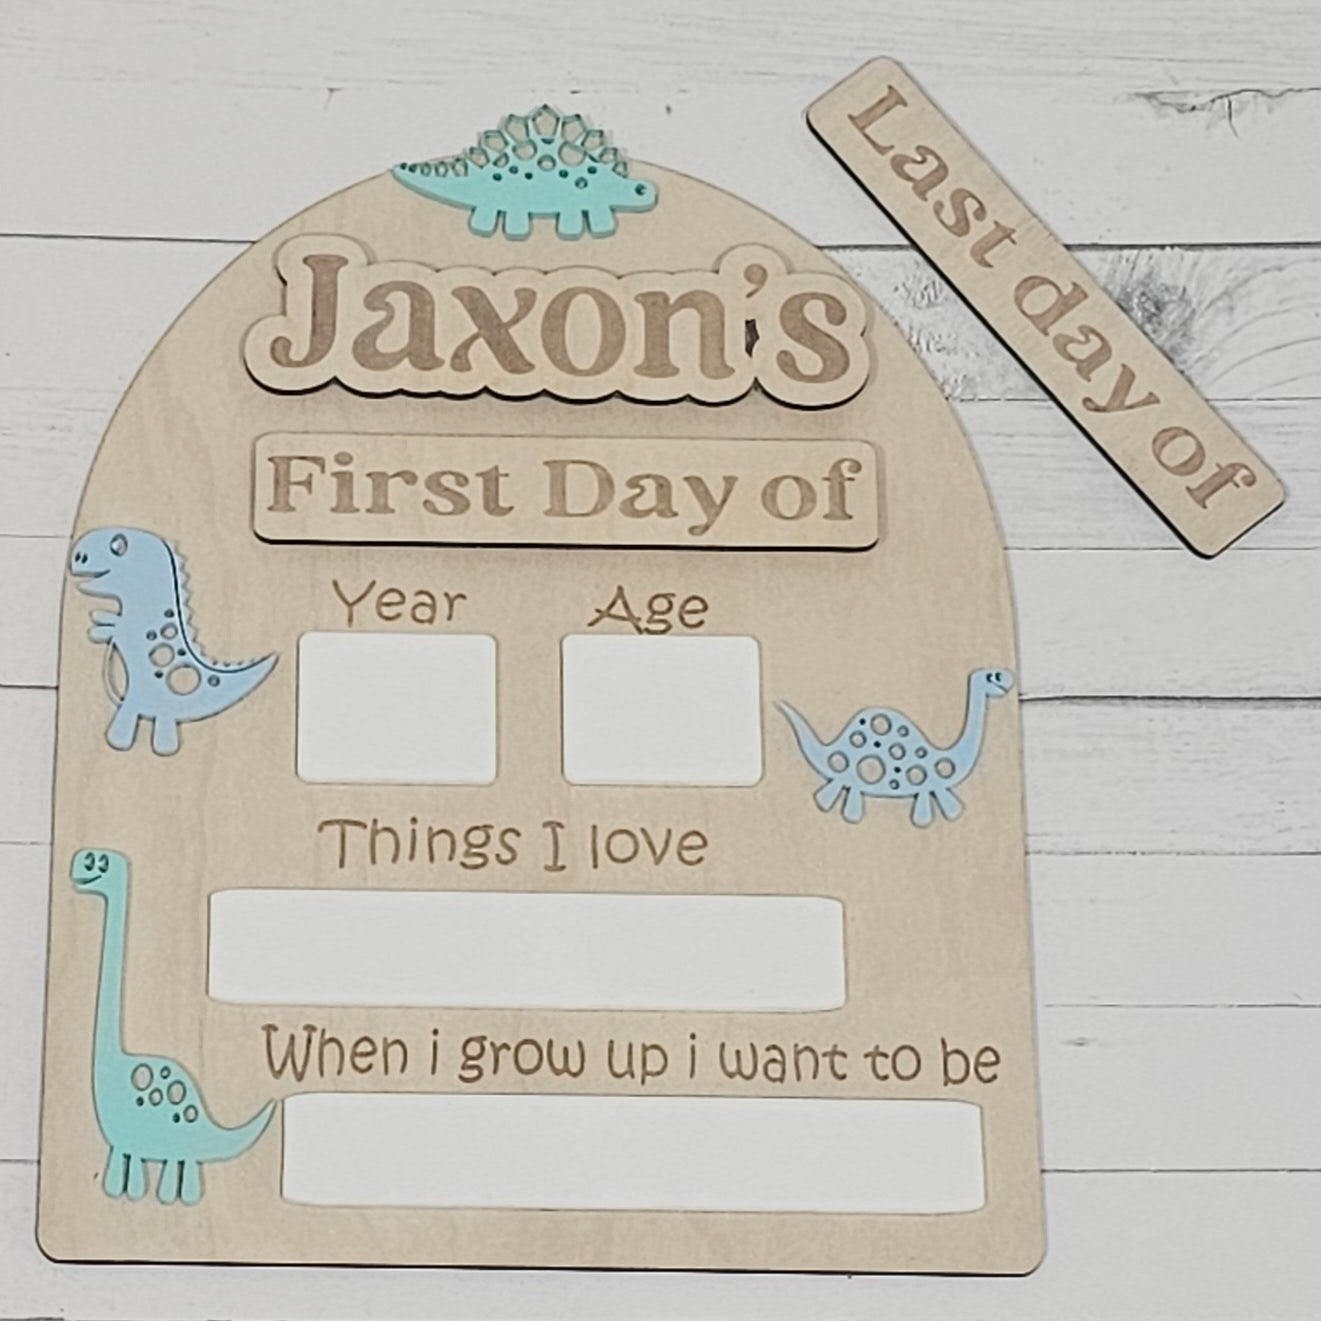 Jaxon's
First Day of
Last day of
Year
Age
Things I love
When i grow up i want to be